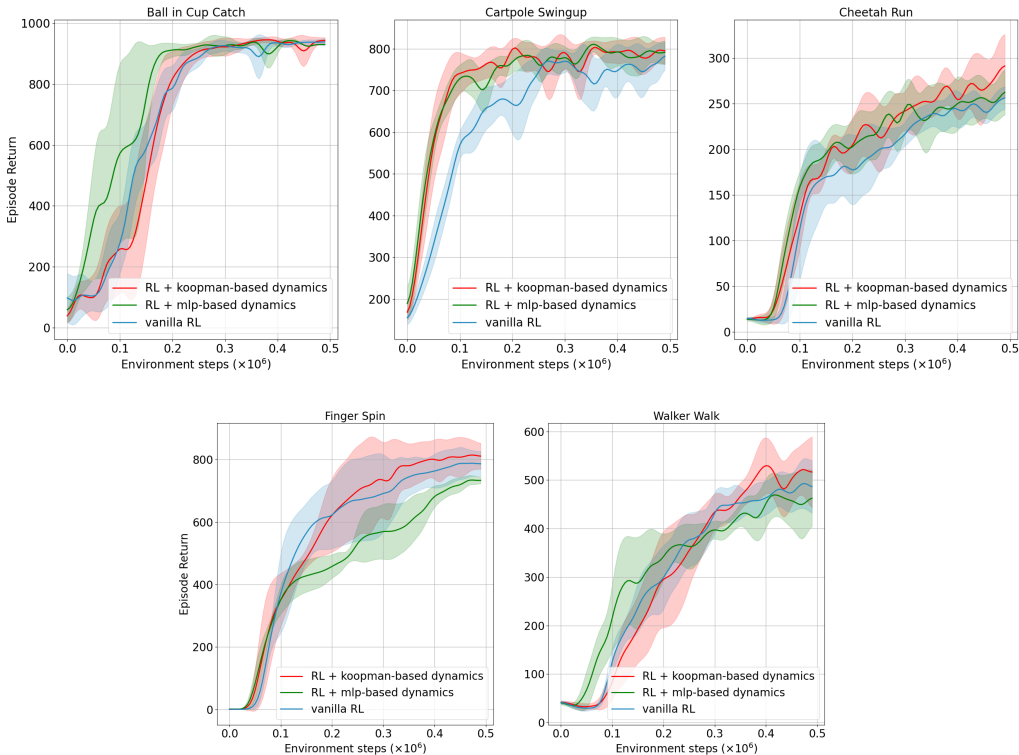 Ball in Cup Catch
Cartpole Swingup
Cheetah Run
Episode Return
1000
800
600
400
200
0
RL + koopman-based dynamics
RL + mlp-based dynamics
vanilla RL
0.0 0.1 0.2 0.3 0.4 0.5
Environment steps (×10⁶)
800
700
600
500
400
300
200
RL + koopman-based dynamics
RL + mlp-based dynamics
vanilla RL
0.0 0.1 0.2 0.3 0.4 0.5
Environment steps (×10⁶)
300
250
200
150
100
50
0
RL + koopman-based dynamics
RL + mlp-based dynamics
vanilla RL
0.0 0.1 0.2 0.3 0.4 0.5
Environment steps (×10⁶)
Finger Spin
Walker Walk
Episode Return
800
600
400
200
0
RL + koopman-based dynamics
RL + mlp-based dynamics
vanilla RL
0.0 0.1 0.2 0.3 0.4 0.5
Environment steps (×10⁶)
600
500
400
300
200
100
0
RL + koopman-based dynamics
RL + mlp-based dynamics
vanilla RL
0.0 0.1 0.2 0.3 0.4 0.5
Environment steps (×10⁶)